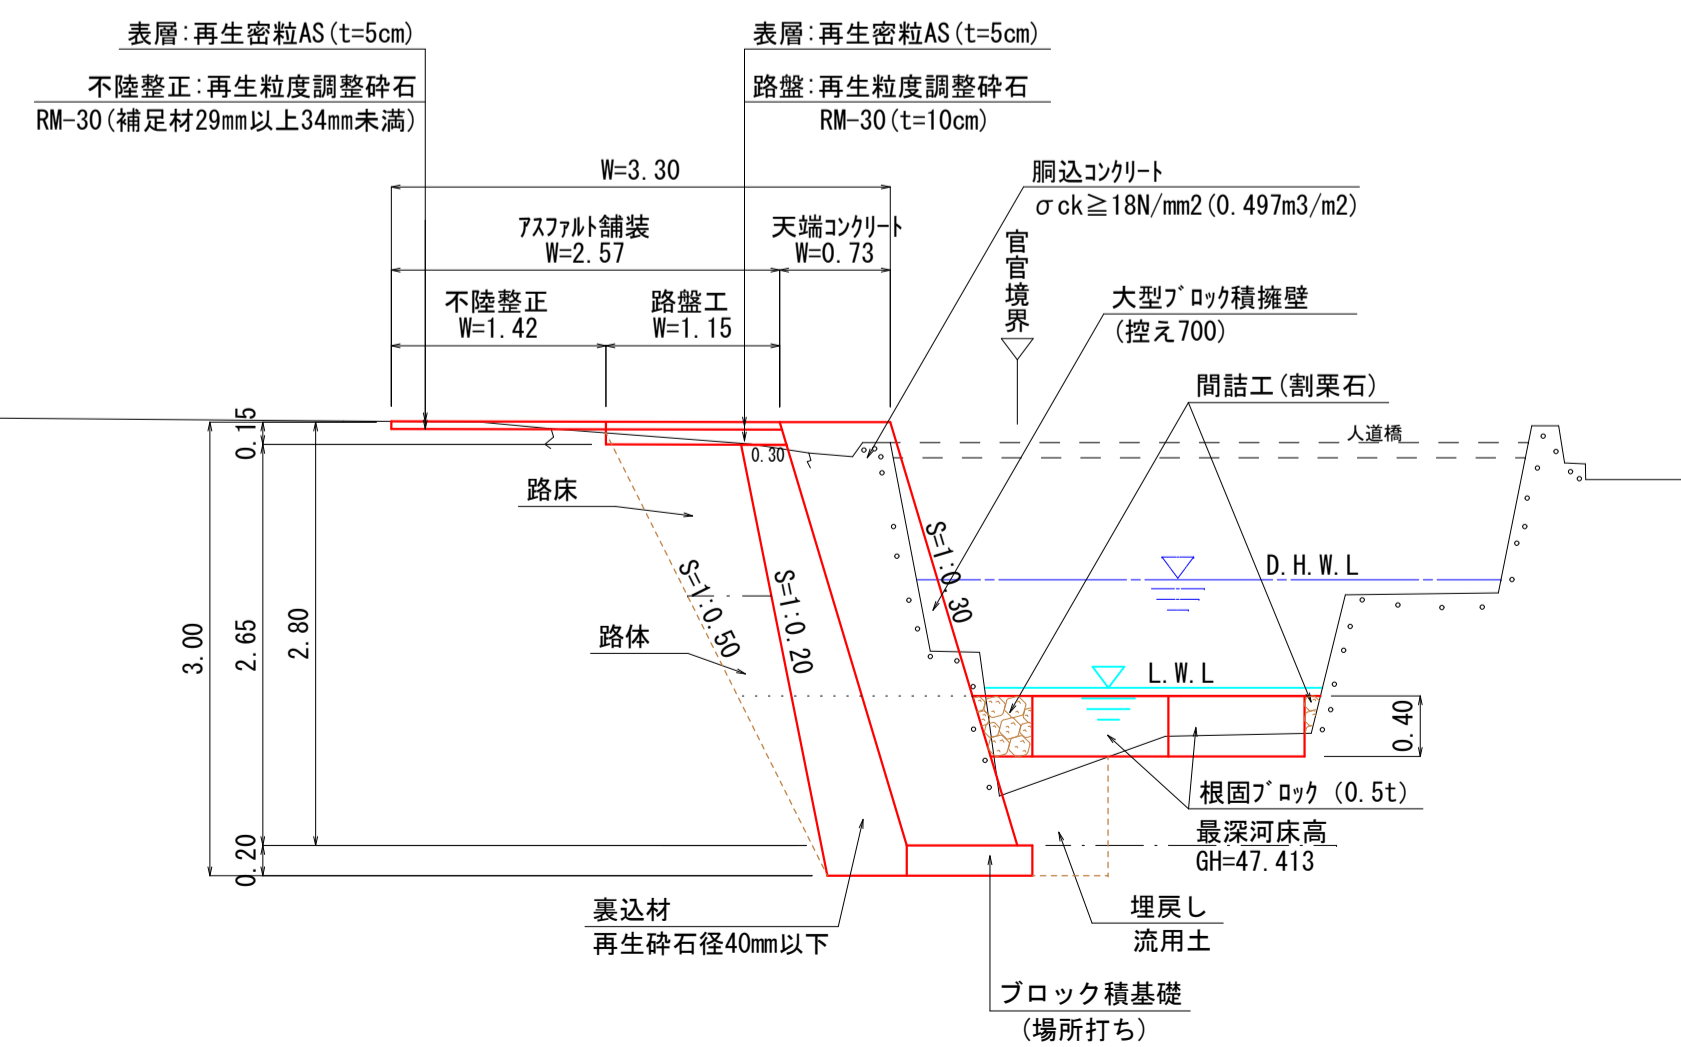 表層:再生密粒AS(t=5cm)
不陸整正:再生粒度調整砕石
RM-30(補足材29mm以上34mm未満)
表層:再生密粒AS(t=5cm)
路盤:再生粒度調整砕石
RM-30(t=10cm)
W=3.30
アスファルト舗装
W=2.57
天端コンクリート
W=0.73
不陸整正
W=1.42
路盤工
W=1.15
胴込コンクリート
σck≧18N/mm2(0.497m3/m2)
官官境界
大型ブロック積擁壁
(控え700)
間詰工(割栗石)
人道橋
0.15
0.30
路床
S=1:0.50
S=1:0.20
S=1:0.30
D.H.W.L
L.W.L
路体
3.00
2.65
2.80
0.20
0.40
根固ブロック (0.5t)
最深河床高
GH=47.413
裏込材
再生砕石径40mm以下
埋戻し
流用土
ブロック積基礎
(場所打ち)